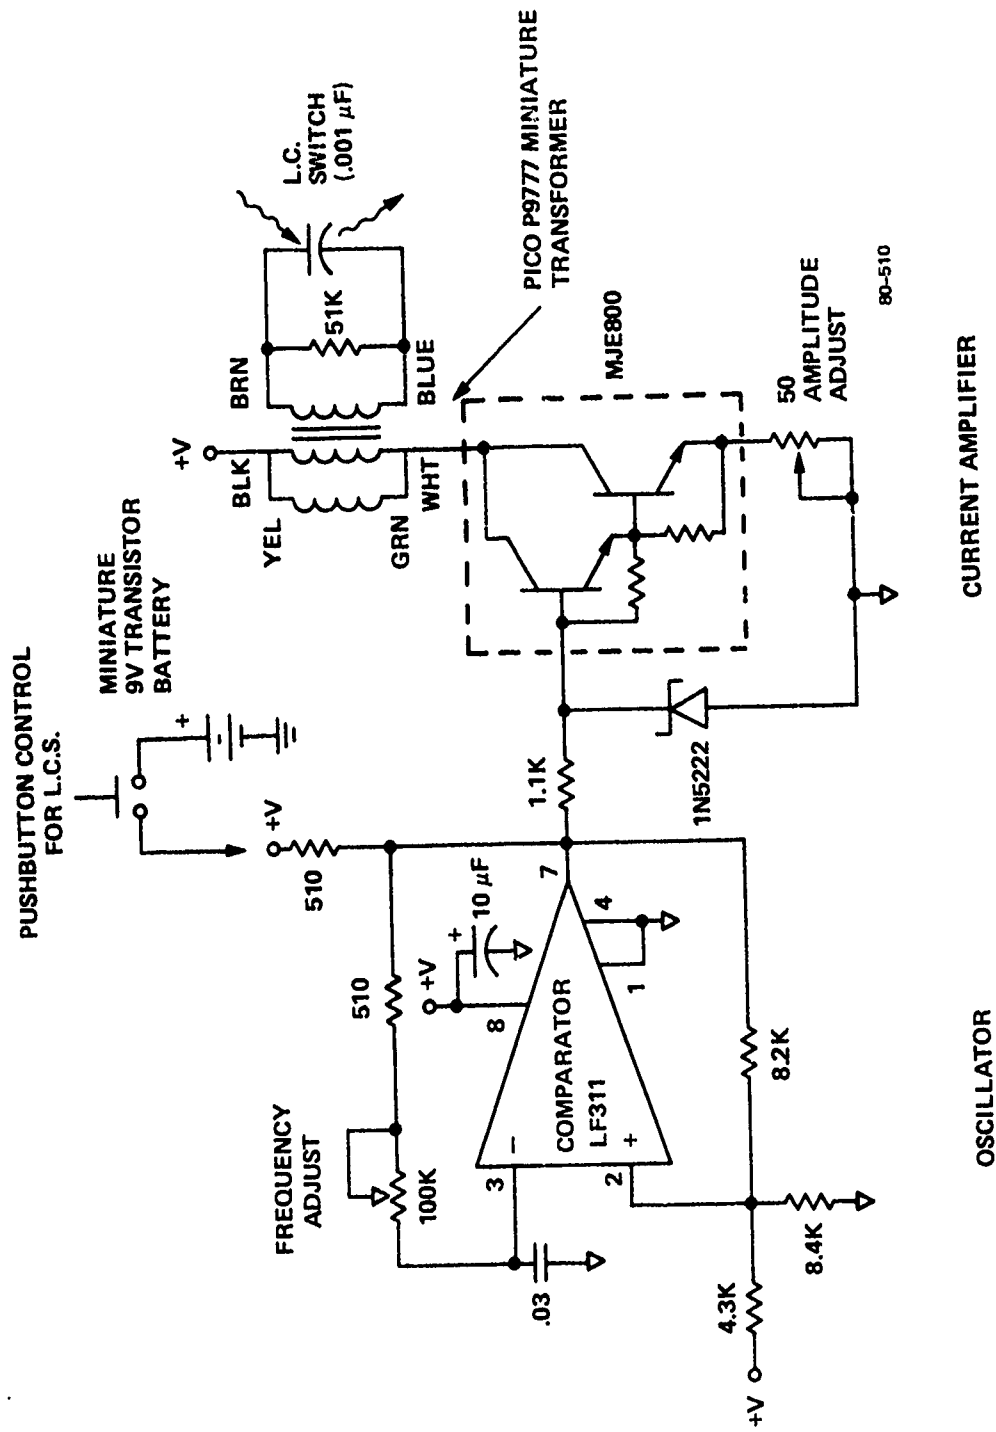 PUSHBUTTON CONTROL
FOR L.C.S.
MINIATURE
9V TRANSISTOR
BATTERY
+
+V
510
FREQUENCY
ADJUST
100K
510
+V
+
10 µF
8
3
−
COMPARATOR
LF311
2
+
7
4
1
.03
4.3K
+V
8.4K
8.2K
1.1K
1N5222
+V
YEL
BLK
BRN
GRN
WHT
BLUE
51K
L.C.
SWITCH
(.001 µF)
PICO P9777 MINIATURE
TRANSFORMER
MJE800
50
AMPLITUDE
ADJUST
80-510
OSCILLATOR
CURRENT AMPLIFIER